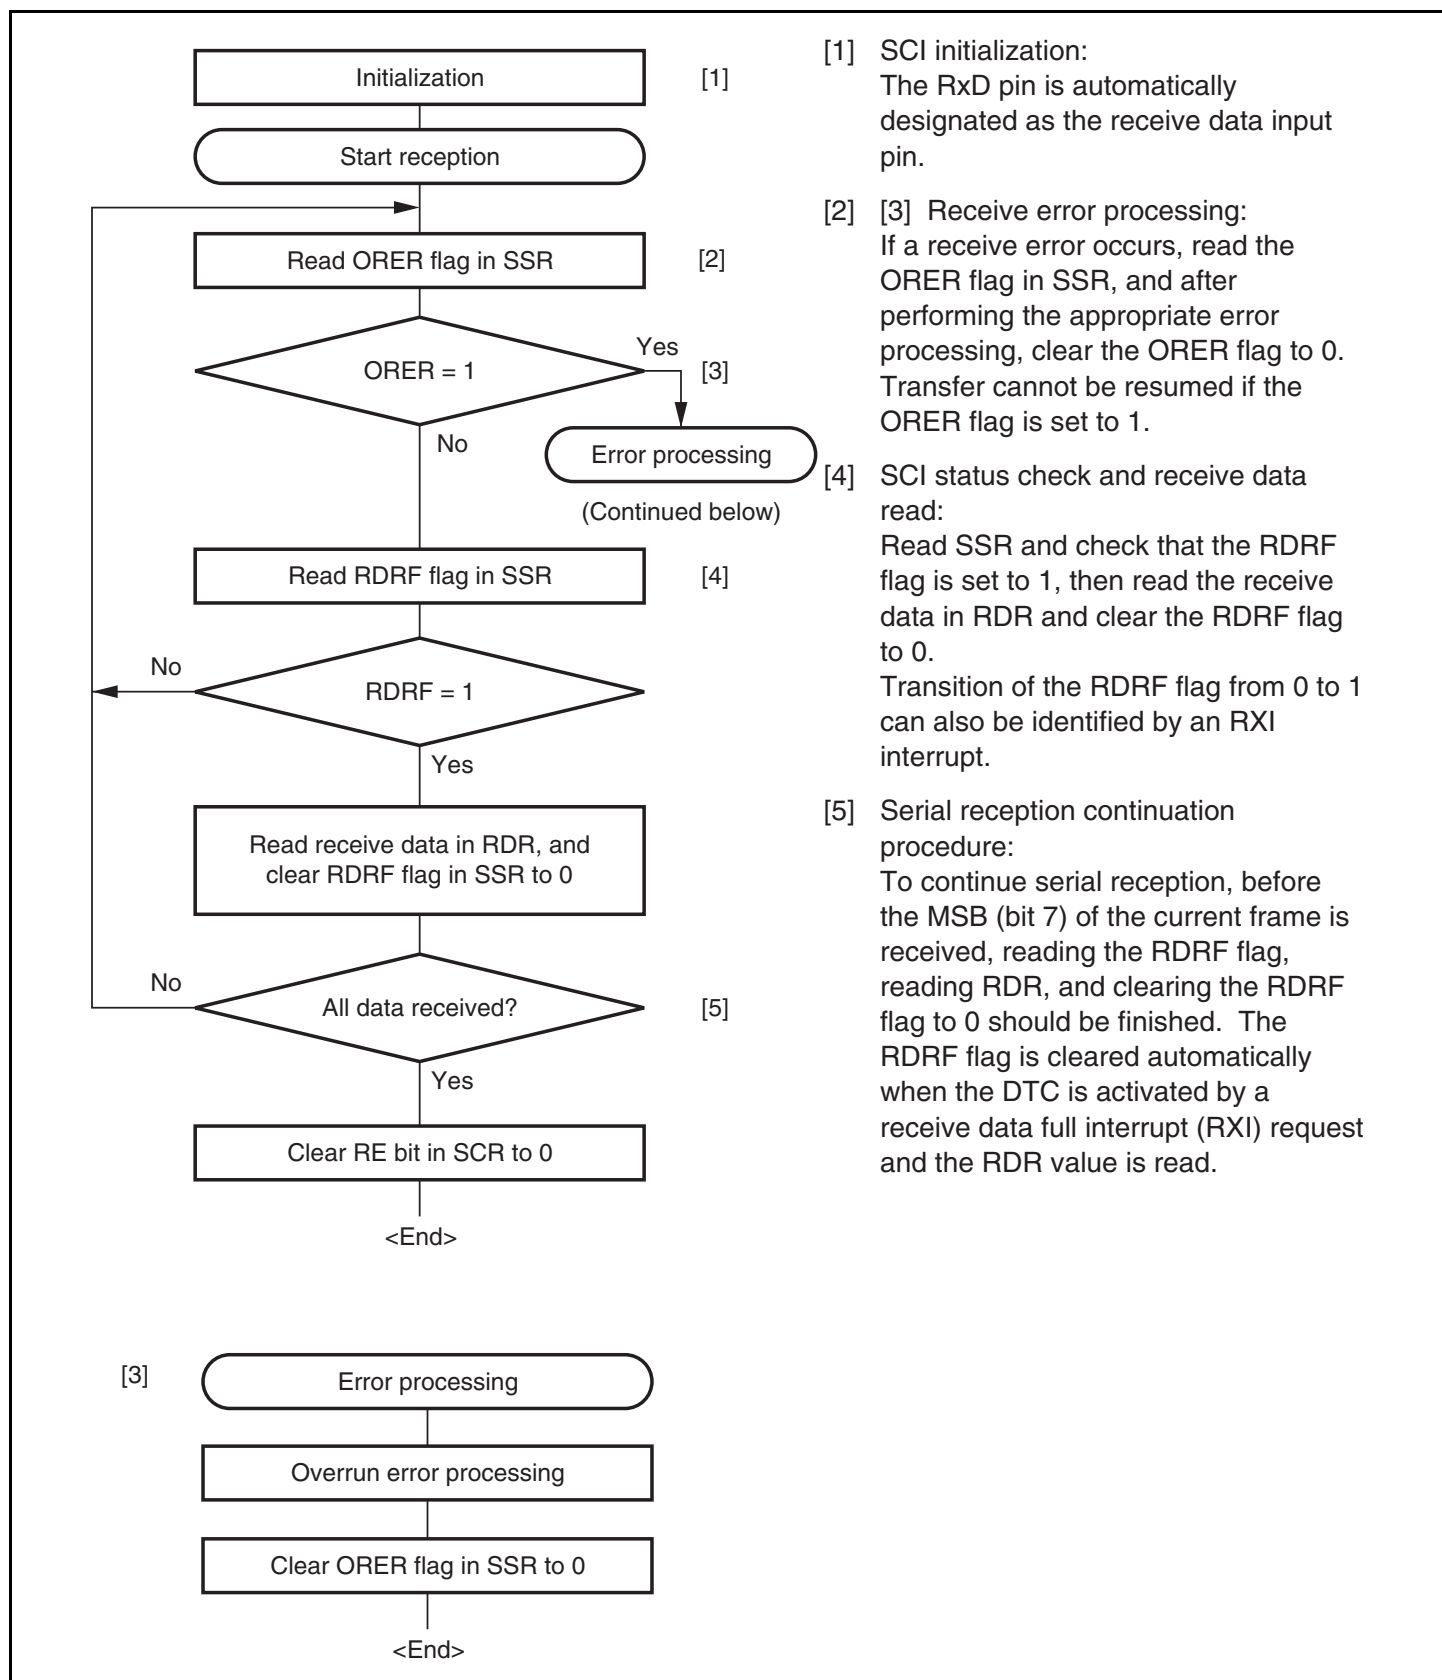 Initialization
[1]
Start reception
Read ORER flag in SSR
[2]
Yes
ORER = 1
[3]
No
Error processing
(Continued below)
Read RDRF flag in SSR
[4]
No
RDRF = 1
Yes
Read receive data in RDR, and
clear RDRF flag in SSR to 0
No
All data received?
[5]
Yes
Clear RE bit in SCR to 0
<End>
[3]
Error processing
Overrun error processing
Clear ORER flag in SSR to 0
<End>
[1] SCI initialization:
The RxD pin is automatically
designated as the receive data input
pin.
[2] [3] Receive error processing:
If a receive error occurs, read the
ORER flag in SSR, and after
performing the appropriate error
processing, clear the ORER flag to 0.
Transfer cannot be resumed if the
ORER flag is set to 1.
[4] SCI status check and receive data
read:
Read SSR and check that the RDRF
flag is set to 1, then read the receive
data in RDR and clear the RDRF flag
to 0.
Transition of the RDRF flag from 0 to 1
can also be identified by an RXI
interrupt.
[5] Serial reception continuation
procedure:
To continue serial reception, before
the MSB (bit 7) of the current frame is
received, reading the RDRF flag,
reading RDR, and clearing the RDRF
flag to 0 should be finished. The
RDRF flag is cleared automatically
when the DTC is activated by a
receive data full interrupt (RXI) request
and the RDR value is read.